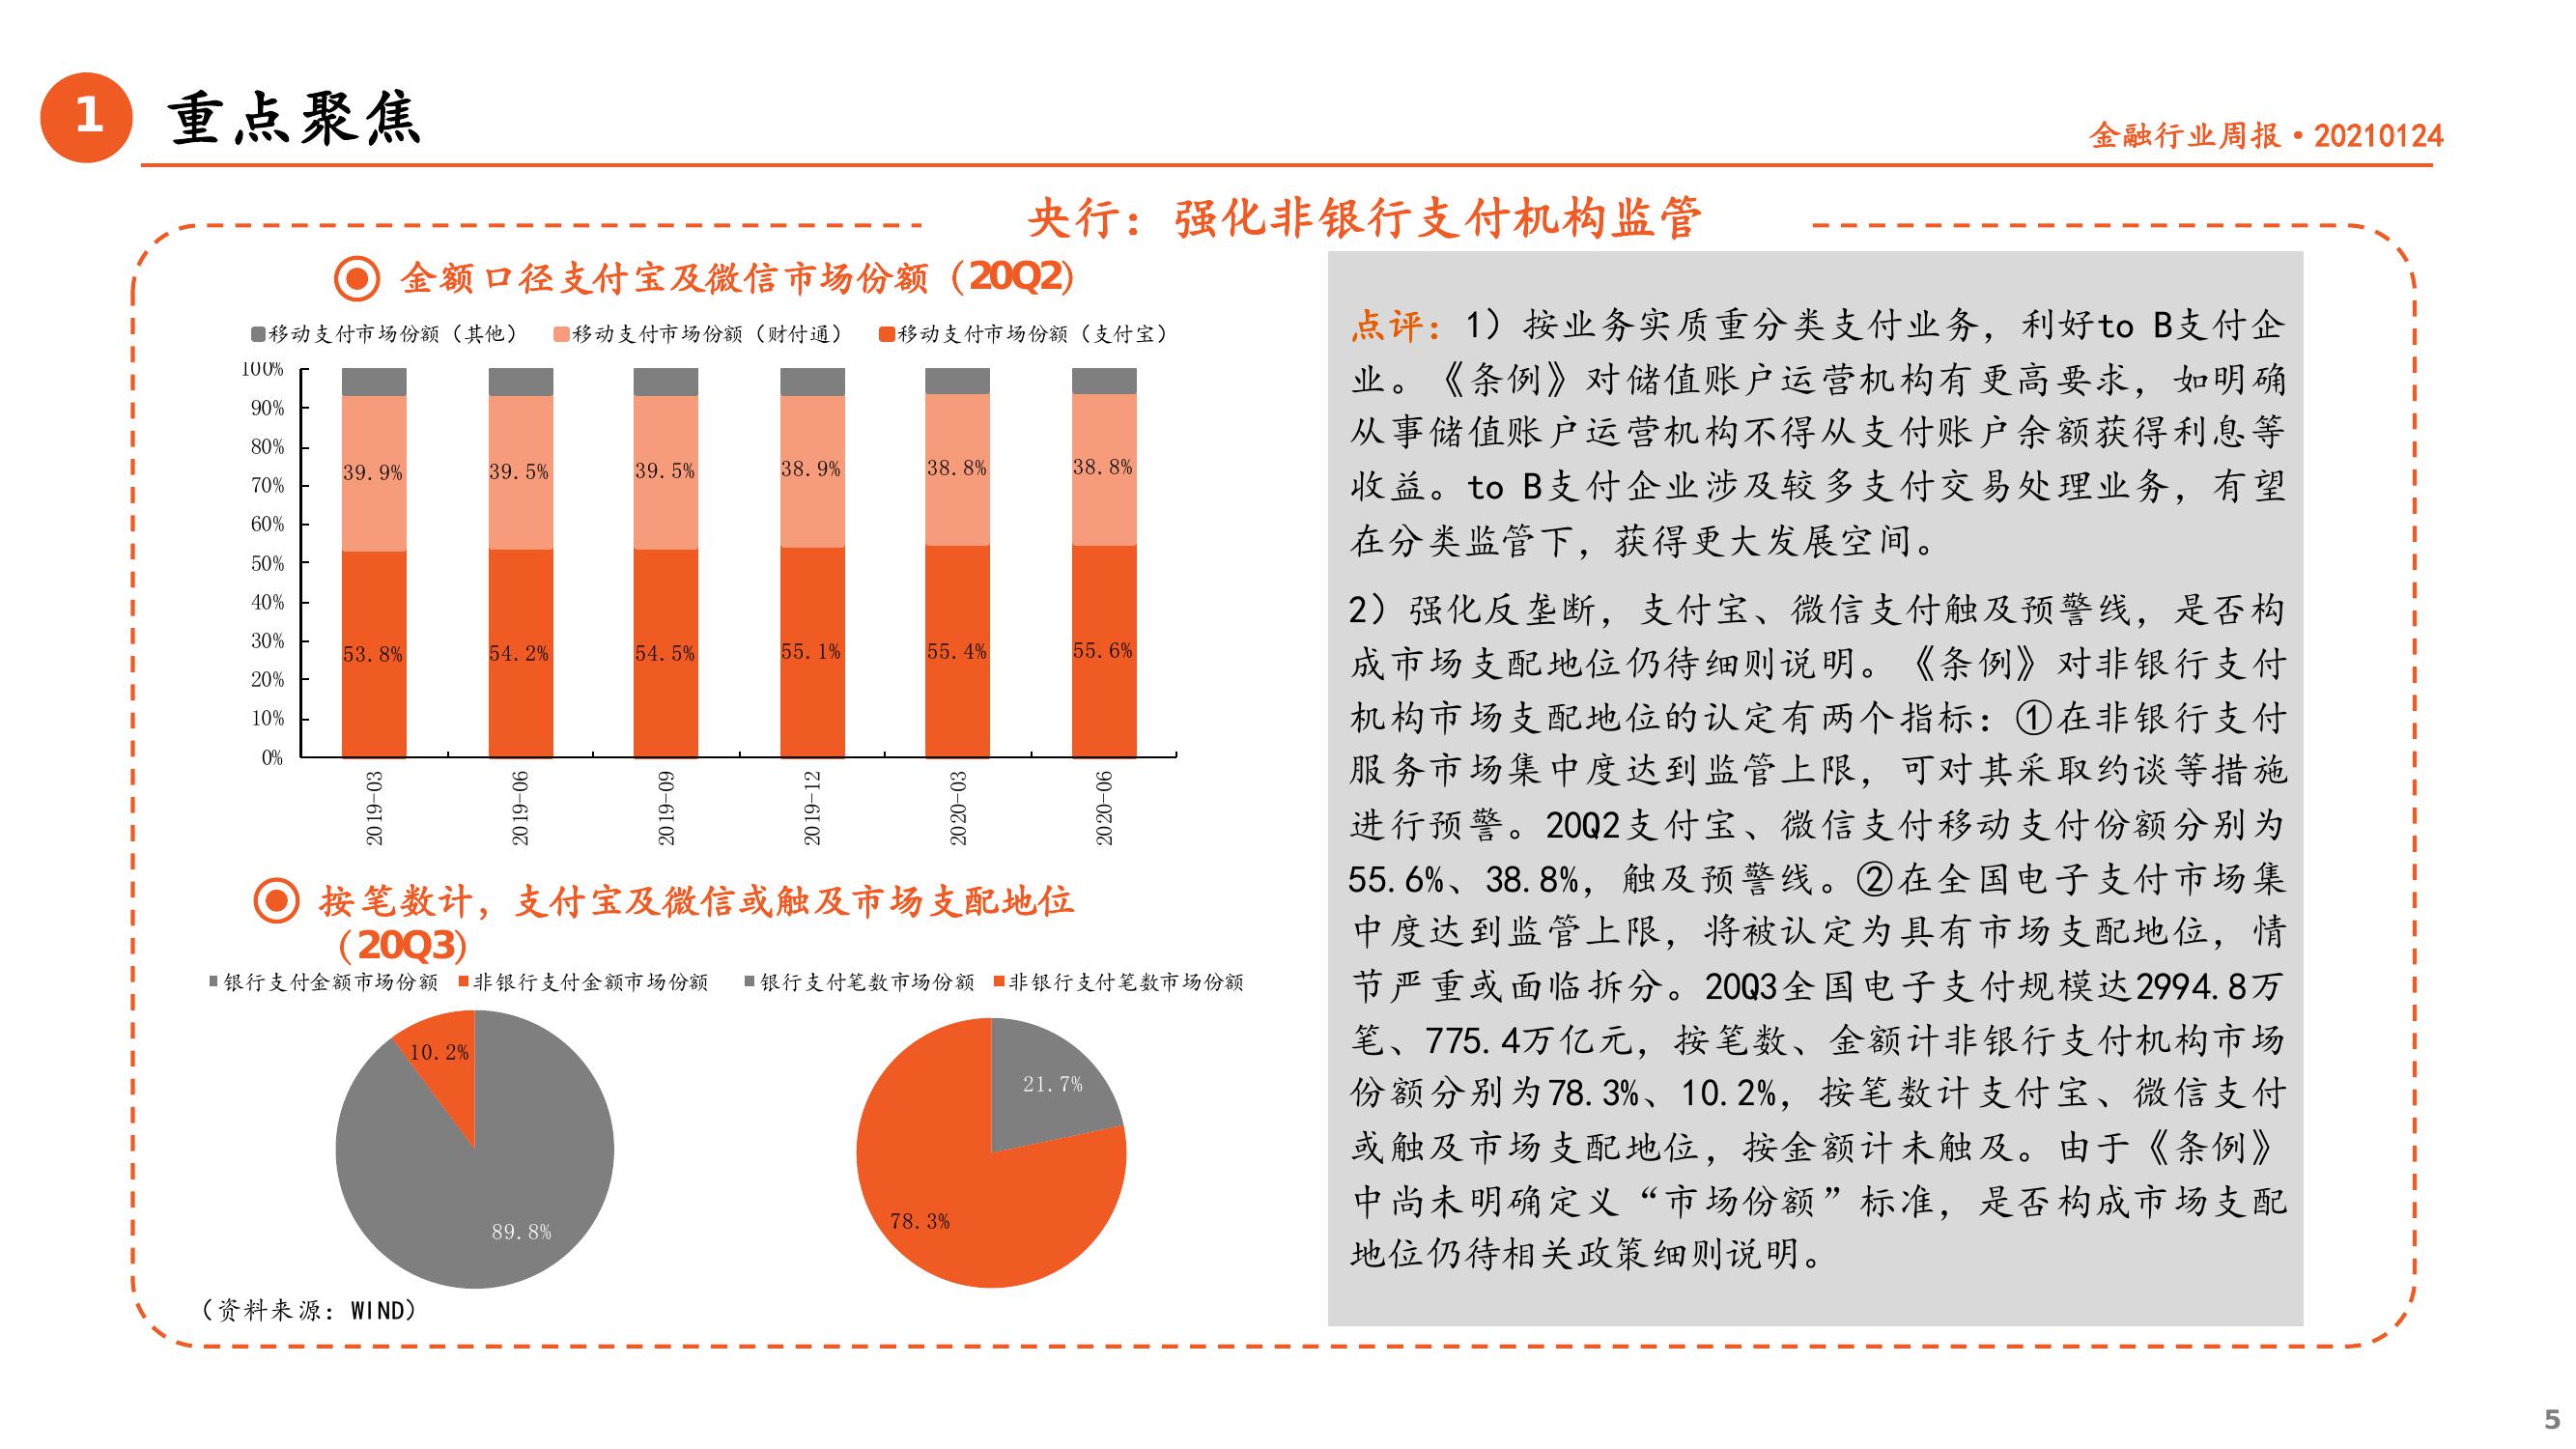 1
重点聚焦
金融行业周报·20210124
央行：强化非银行支付机构监管
金额口径支付宝及微信市场份额（20Q2）
移动支付市场份额（其他） 移动支付市场份额（财付通） 移动支付市场份额（支付宝）
100%
90%
80%
70%
60%
50%
40%
30%
20%
10%
0%
39.9% 39.5% 39.5% 38.9% 38.8% 38.8%
53.8% 54.2% 54.5% 55.1% 55.4% 55.6%
2019-03 2019-06 2019-09 2019-12 2020-03 2020-06
按笔数计，支付宝及微信或触及市场支配地位
（20Q3）
银行支付金额市场份额 非银行支付金额市场份额
10.2%
89.8%
银行支付笔数市场份额 非银行支付笔数市场份额
21.7%
78.3%
（资料来源：WIND）
点评：1）按业务实质重分类支付业务，利好to B支付企
业。《条例》对储值账户运营机构有更高要求，如明确
从事储值账户运营机构不得从支付账户余额获得利息等
收益。to B支付企业涉及较多支付交易处理业务，有望
在分类监管下，获得更大发展空间。
2）强化反垄断，支付宝、微信支付触及预警线，是否构
成市场支配地位仍待细则说明。《条例》对非银行支付
机构市场支配地位的认定有两个指标：①在非银行支付
服务市场集中度达到监管上限，可对其采取约谈等措施
进行预警。20Q2支付宝、微信支付移动支付份额分别为
55.6%、38.8%，触及预警线。②在全国电子支付市场集
中度达到监管上限，将被认定为具有市场支配地位，情
节严重或面临拆分。20Q3全国电子支付规模达2994.8万
笔、775.4万亿元，按笔数、金额计非银行支付机构市场
份额分别为78.3%、10.2%，按笔数计支付宝、微信支付
或触及市场支配地位，按金额计未触及。由于《条例》
中尚未明确定义“市场份额”标准，是否构成市场支配
地位仍待相关政策细则说明。
5